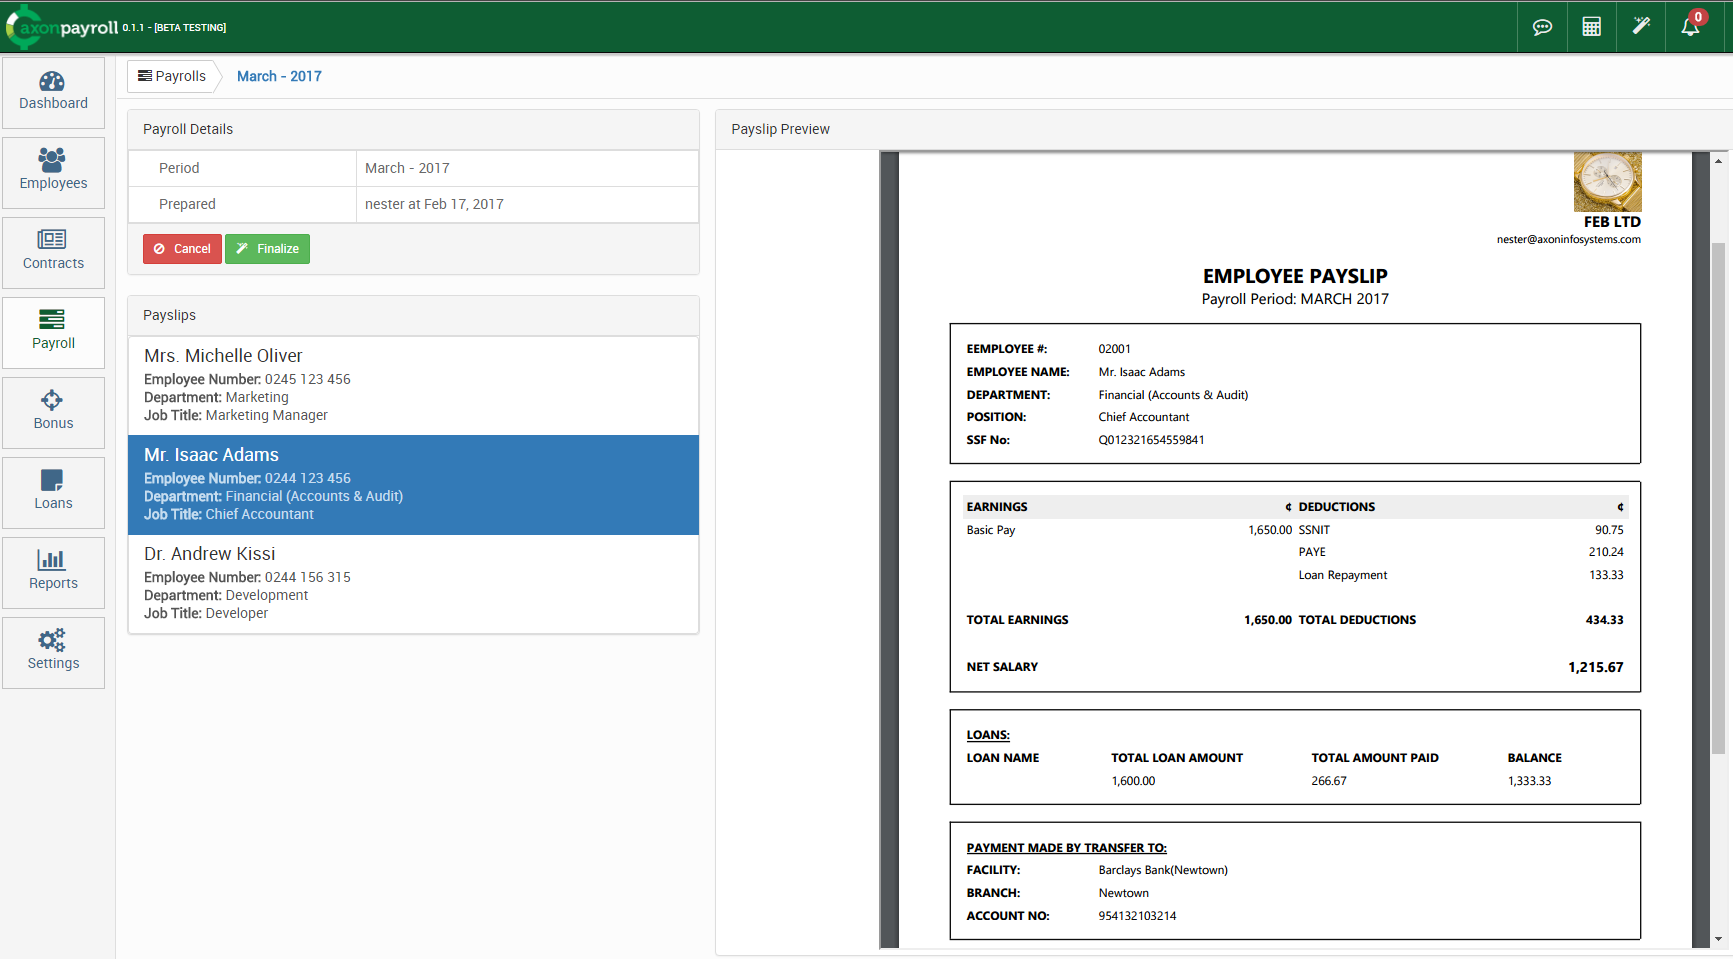 axonpayroll 0.1.1 - [BETA TESTING]
0
Dashboard
Employees
Contracts
Payroll
Bonus
Loans
Reports
Settings
Payrolls March - 2017
Payroll Details
Period March - 2017
Prepared nester at Feb 17, 2017
Cancel Finalize
Payslips
Mrs. Michelle Oliver
Employee Number: 0245 123 456
Department: Marketing
Job Title: Marketing Manager
Mr. Isaac Adams
Employee Number: 0244 123 456
Department: Financial (Accounts & Audit)
Job Title: Chief Accountant
Dr. Andrew Kissi
Employee Number: 0244 156 315
Department: Development
Job Title: Developer
Payslip Preview
FEB LTD
nester@axoninfosystems.com
EMPLOYEE PAYSLIP
Payroll Period: MARCH 2017
EEMPLOYEE #: 02001
EMPLOYEE NAME: Mr. Isaac Adams
DEPARTMENT: Financial (Accounts & Audit)
POSITION: Chief Accountant
SSF No: Q012321654559841
EARNINGS ¢ DEDUCTIONS ¢
Basic Pay 1,650.00 SSNIT 90.75
PAYE 210.24
Loan Repayment 133.33
TOTAL EARNINGS 1,650.00 TOTAL DEDUCTIONS 434.33
NET SALARY 1,215.67
LOANS:
LOAN NAME TOTAL LOAN AMOUNT TOTAL AMOUNT PAID BALANCE
1,600.00 266.67 1,333.33
PAYMENT MADE BY TRANSFER TO:
FACILITY: Barclays Bank(Newtown)
BRANCH: Newtown
ACCOUNT NO: 954132103214